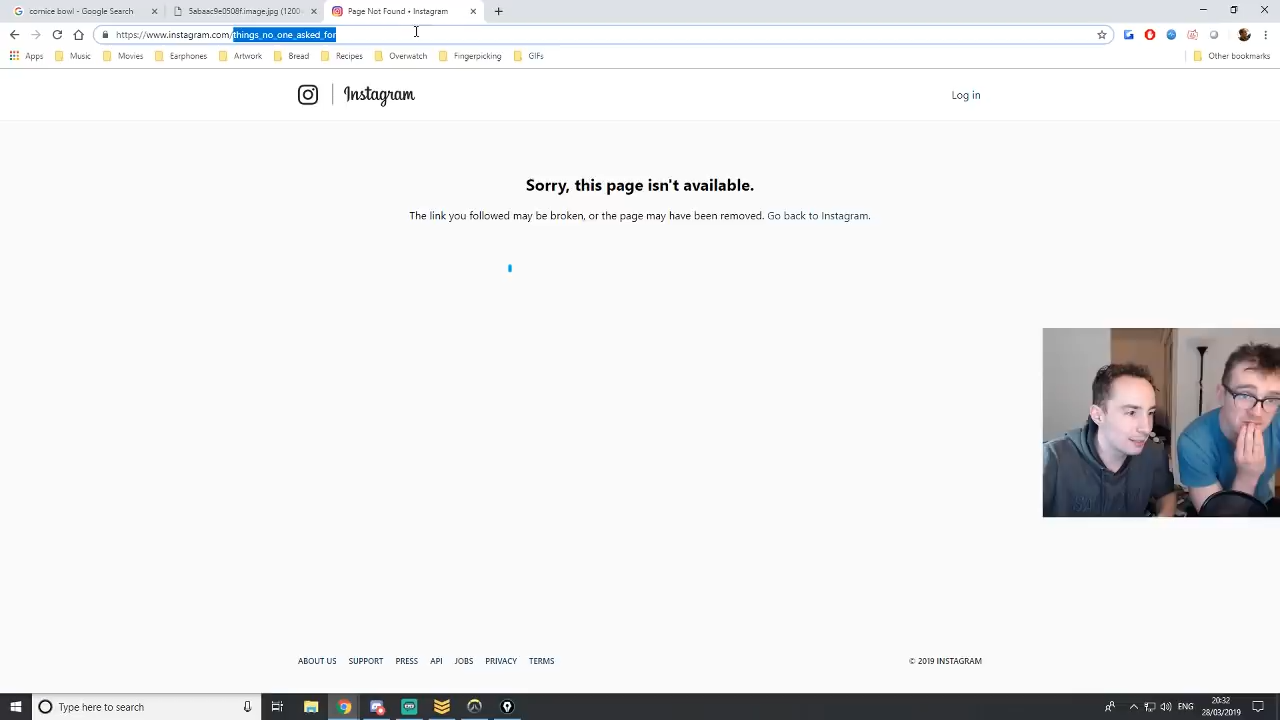 cornice bowl - Google Search
5abaac9e0508f.image.jpg (1200
Page Not Found • Instagram
https://www.instagram.com/things_no_one_asked_for
Apps Music Movies Earphones Artwork Bread Recipes Overwatch Fingerpicking GIFs Other bookmarks
Instagram
Log in
Sorry, this page isn't available.
The link you followed may be broken, or the page may have been removed. Go back to Instagram.
ABOUT US SUPPORT PRESS API JOBS PRIVACY TERMS © 2019 INSTAGRAM
Type here to search
ENG
20:32
28/03/2019